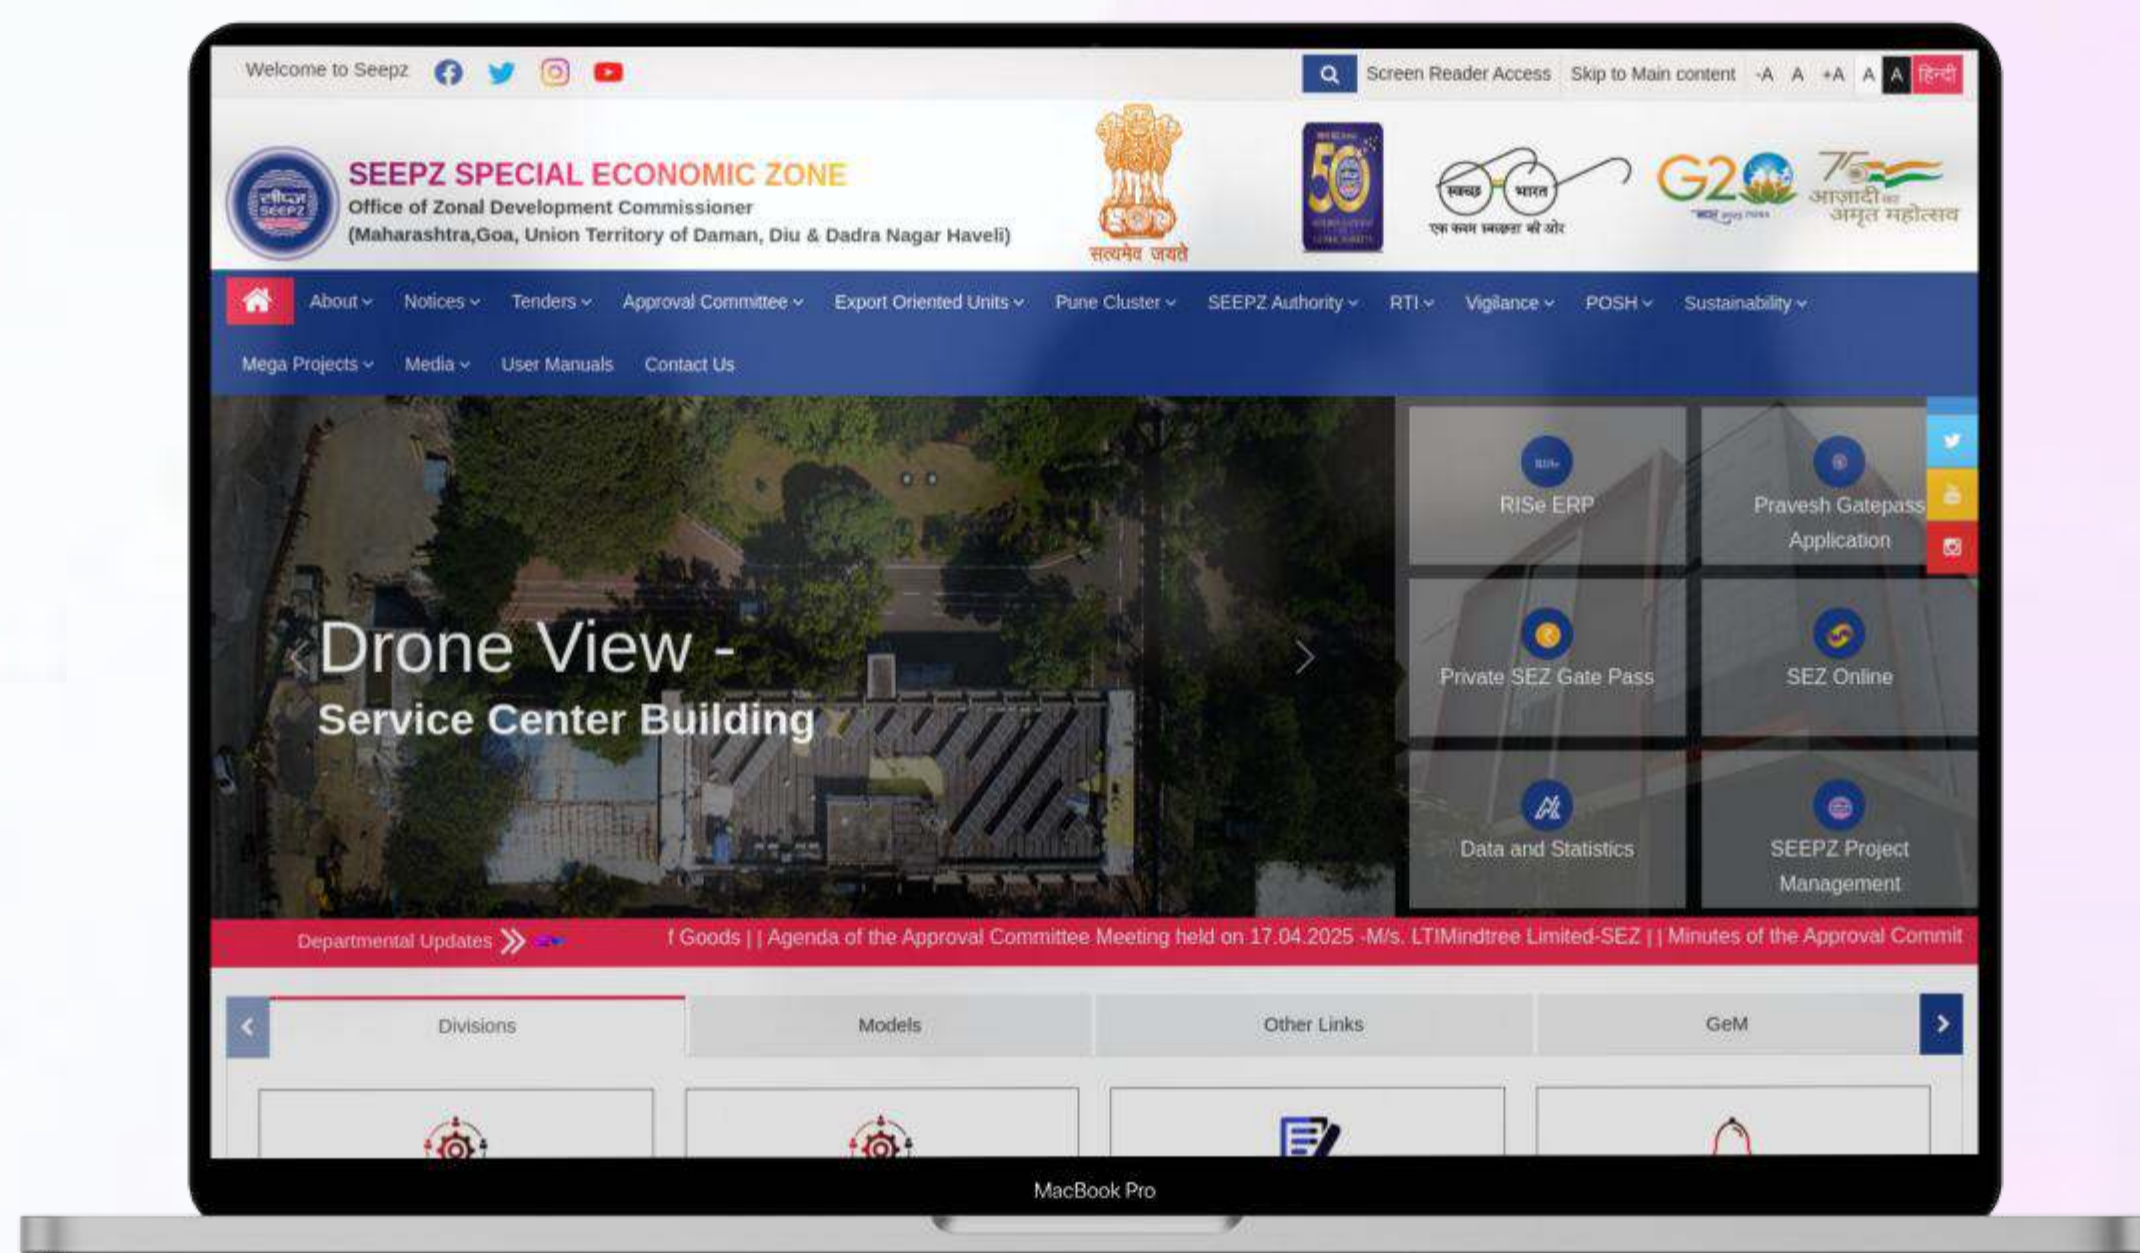 Welcome to Seepz
Screen Reader Access Skip to Main content -A A +A A A हिन्दी
सीप्ज़
SEEPZ
SEEPZ SPECIAL ECONOMIC ZONE
Office of Zonal Development Commissioner
(Maharashtra,Goa, Union Territory of Daman, Diu & Dadra Nagar Haveli)
सत्यमेव जयते
50
स्वच्छ भारत
एक कदम स्वच्छता की ओर
G20
75
आज़ादी का
अमृत महोत्सव
About Notices Tenders Approval Committee Export Oriented Units Pune Cluster SEEPZ Authority RTI Vigilance POSH Sustainability
Mega Projects Media User Manuals Contact Us
Drone View -
Service Center Building
RISe ERP
Pravesh Gatepass
Application
Private SEZ Gate Pass
SEZ Online
Data and Statistics
SEEPZ Project
Management
Departmental Updates
f Goods | | Agenda of the Approval Committee Meeting held on 17.04.2025 -M/s. LTIMindtree Limited-SEZ | | Minutes of the Approval Commit
Divisions Models Other Links GeM
MacBook Pro